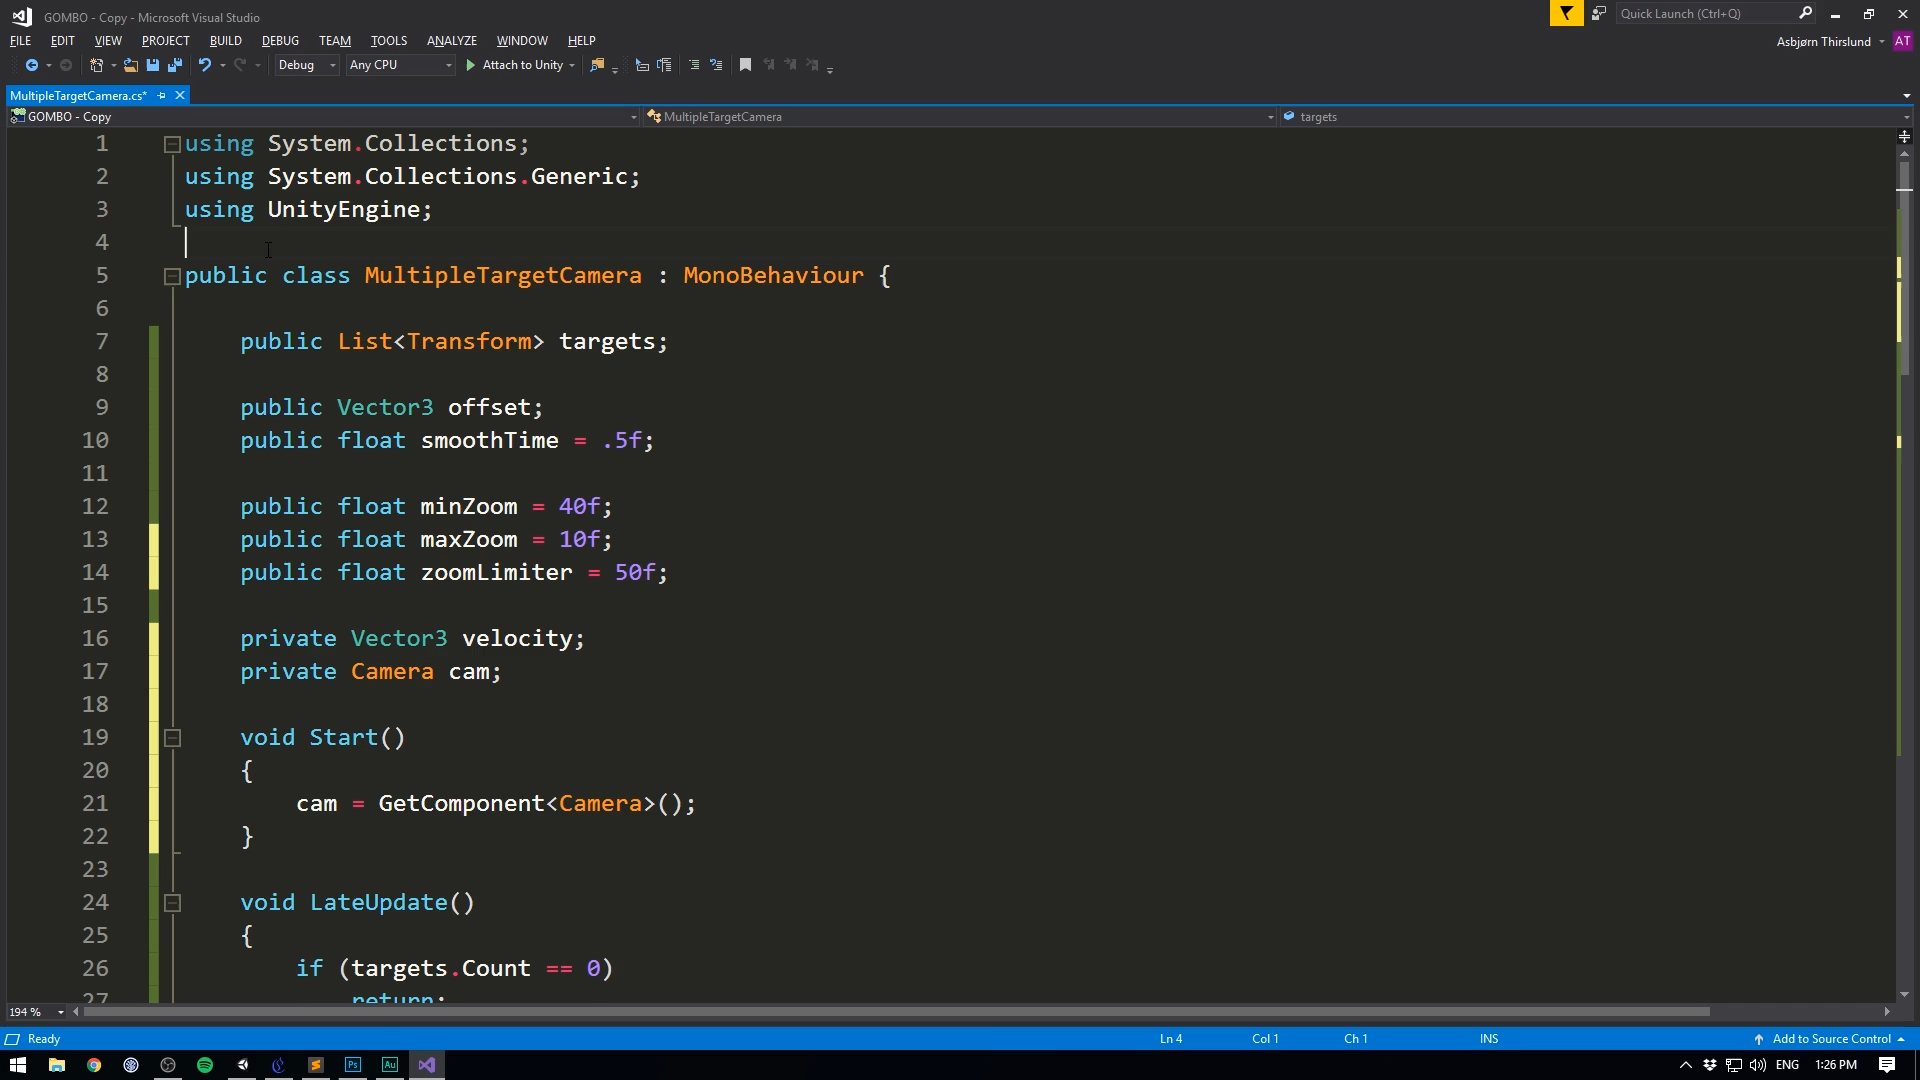 GOMBO - Copy - Microsoft Visual Studio
Quick Launch (Ctrl+Q)
FILE EDIT VIEW PROJECT BUILD DEBUG TEAM TOOLS ANALYZE WINDOW HELP
Asbjørn Thirslund AT
Debug Any CPU Attach to Unity
MultipleTargetCamera.cs*
GOMBO - Copy MultipleTargetCamera targets
1 using System.Collections;
2 using System.Collections.Generic;
3 using UnityEngine;
4
5 public class MultipleTargetCamera : MonoBehaviour {
6
7 public List<Transform> targets;
8
9 public Vector3 offset;
10 public float smoothTime = .5f;
11
12 public float minZoom = 40f;
13 public float maxZoom = 10f;
14 public float zoomLimiter = 50f;
15
16 private Vector3 velocity;
17 private Camera cam;
18
19 void Start()
20 {
21 cam = GetComponent<Camera>();
22 }
23
24 void LateUpdate()
25 {
26 if (targets.Count == 0)
27 return;
194 %
Ready Ln 4 Col 1 Ch 1 INS Add to Source Control
Ps Au ENG 1:26 PM